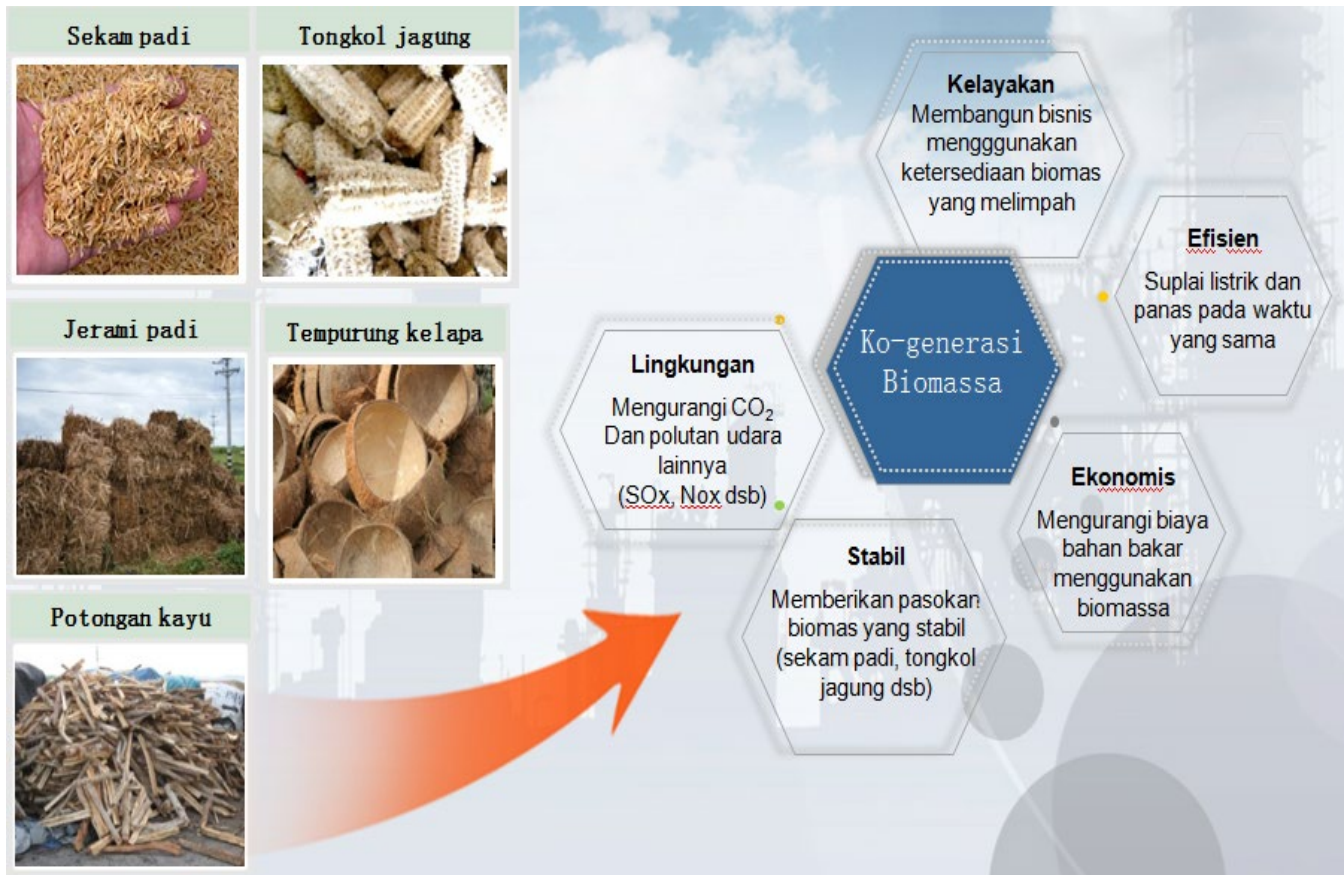 Sekam padi
Tongkol jagung
Jerami padi
Tempurung kelapa
Potongan kayu
Kelayakan
Membangun bisnis
mengggunakan
ketersediaan biomas
yang melimpah
Efisien
Suplai listrik dan
panas pada waktu
yang sama
Ko-generasi
Biomassa
Lingkungan
Mengurangi CO₂
Dan polutan udara
lainnya
(SOx, Nox dsb)
Ekonomis
Mengurangi biaya
bahan bakar
menggunakan
biomassa
Stabil
Memberikan pasokan
biomas yang stabil
(sekam padi, tongkol
jagung dsb)